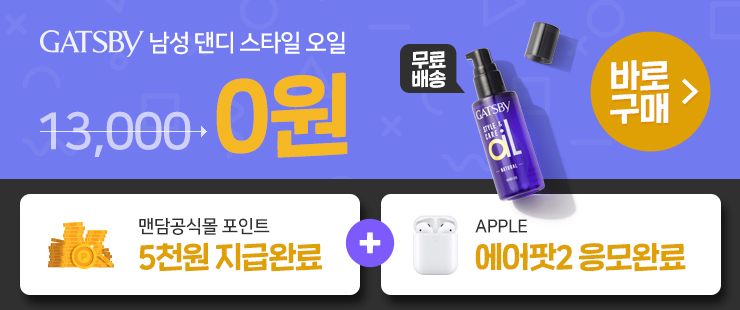 GATSBY 남성 댄디 스타일 오일
13,000
0원
무료
배송
바로
구매
GATSBY
STYLE &
CARE
oil
NATURAL
맨담공식몰 포인트
5천원 지급완료
P
+
APPLE
에어팟2 응모완료